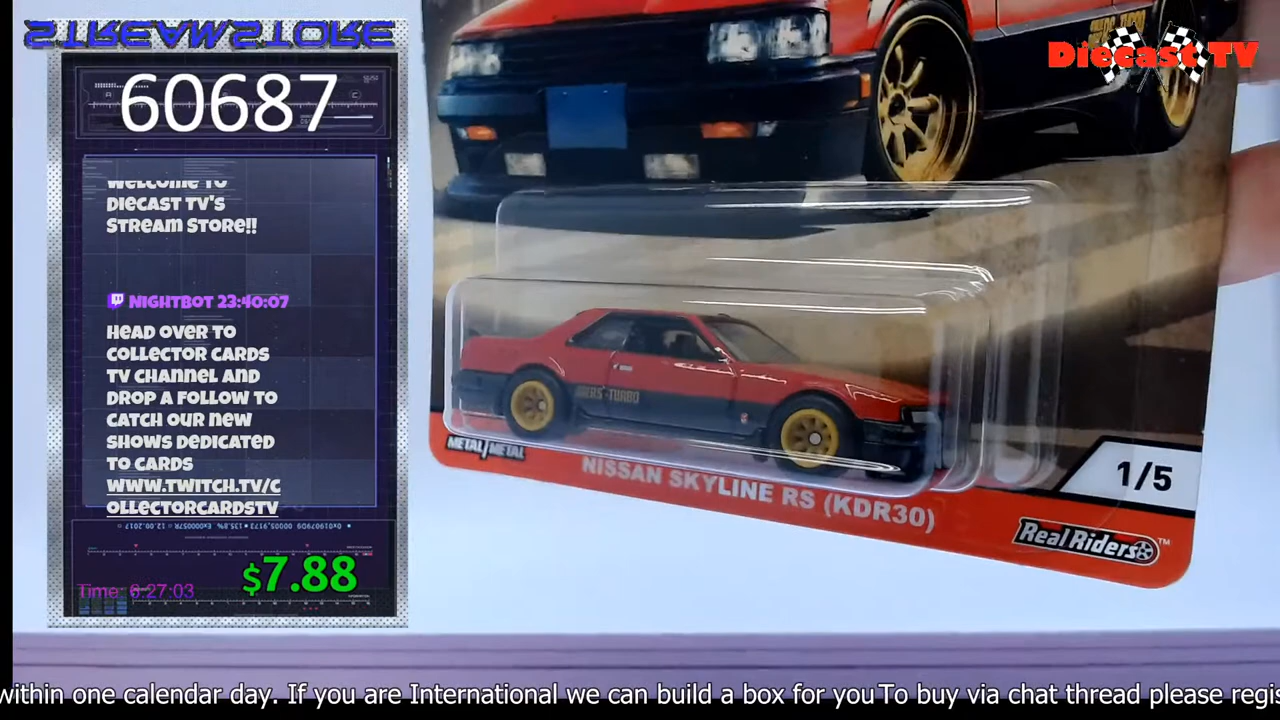 STREAM STORE
60687
WELCOME TO
DIECAST TV'S
STREAM STORE!!
NIGHTBOT 23:40:07
HEAD OVER TO
COLLECTOR CARDS
TV CHANNEL AND
DROP A FOLLOW TO
CATCH OUR NEW
SHOWS DEDICATED
TO CARDS
WWW.TWITCH.TV/C
OLLECTORCARDSTV
Time: 6:27:03
$7.88
Diecast TV
METAL/METAL
NISSAN SKYLINE RS (KDR30)
1/5
Real Riders™
within one calendar day. If you are International we can build a box for youTo buy via chat thread please regis